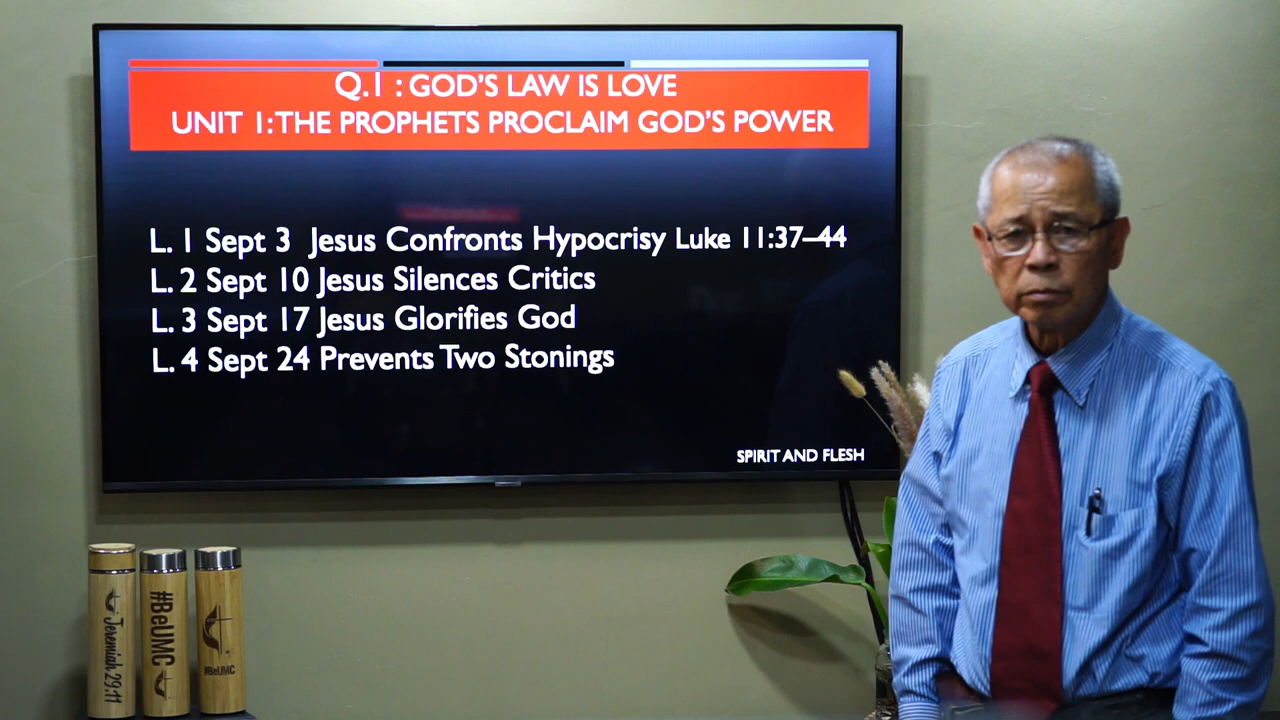 Q.1 : GOD'S LAW IS LOVE
UNIT 1: THE PROPHETS PROCLAIM GOD'S POWER
L. 1 Sept 3 Jesus Confronts Hypocrisy Luke 11:37–44
L. 2 Sept 10 Jesus Silences Critics
L. 3 Sept 17 Jesus Glorifies God
L. 4 Sept 24 Prevents Two Stonings
SPIRIT AND FLESH
Jeremiah 29:11
#BeUMC
#BeUMC